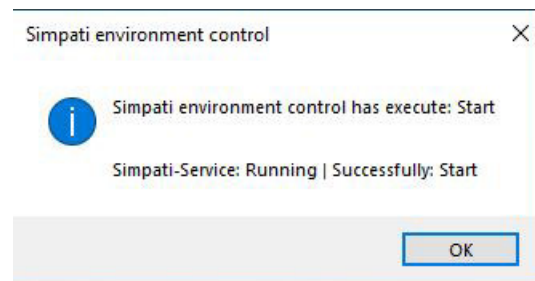 Simpati environment control
Simpati environment control has execute: Start
Simpati-Service: Running | Successfully: Start
OK